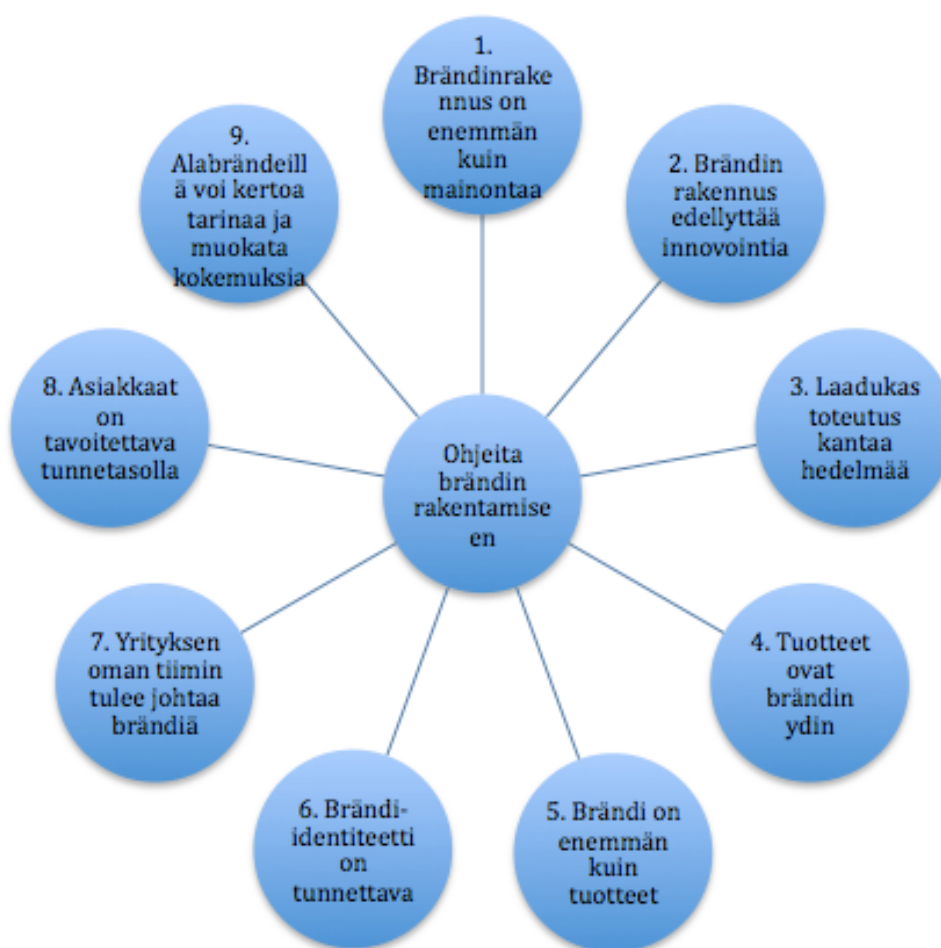 1.
Brändinrake
nnus on
enemmän
kuin
mainontaa
2. Brändin
rakennus
edellyttää
innovointia
3. Laadukas
toteutus
kantaa
hedelmää
4. Tuotteet
ovat
brändin
ydin
5. Brändi on
enemmän
kuin
tuotteet
6. Brändi-
identiteetti
on
tunnettava
7. Yrityksen
oman tiimin
tulee johtaa
brändiä
8. Asiakkaat
on
tavoitettava
tunnetasolla
9.
Alabrändeill
ä voi kertoa
tarinaa ja
muokata
kokemuksia
Ohjeita
brändin
rakentamise
en